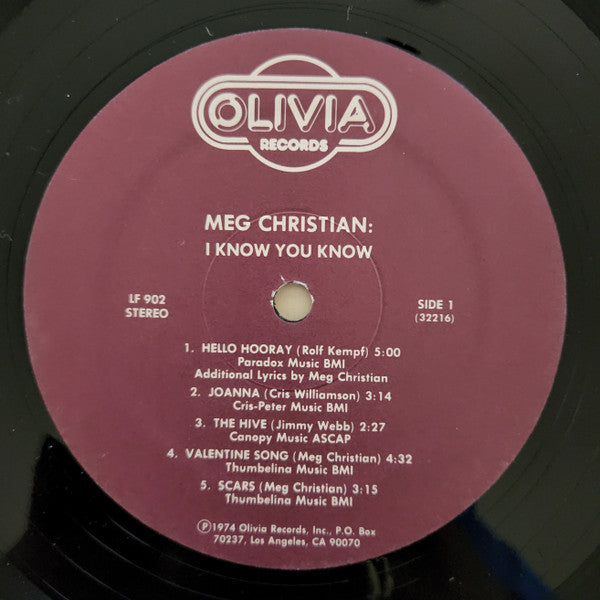 OLIVIA
RECORDS
MEG CHRISTIAN:
I KNOW YOU KNOW
LF 902
STEREO
SIDE 1
(32216)
1. HELLO HOORAY (Rolf Kempf) 5:00
Paradox Music BMI
Additional Lyrics by Meg Christian
2. JOANNA (Cris Williamson) 3:14
Cris-Peter Music BMI
3. THE HIVE (Jimmy Webb) 2:27
Canopy Music ASCAP
4. VALENTINE SONG (Meg Christian) 4:32
Thumbelina Music BMI
5. SCARS (Meg Christian) 3:15
Thumbelina Music BMI
Ⓟ1974 Olivia Records, Inc., P.O. Box
70237, Los Angeles, CA 90070